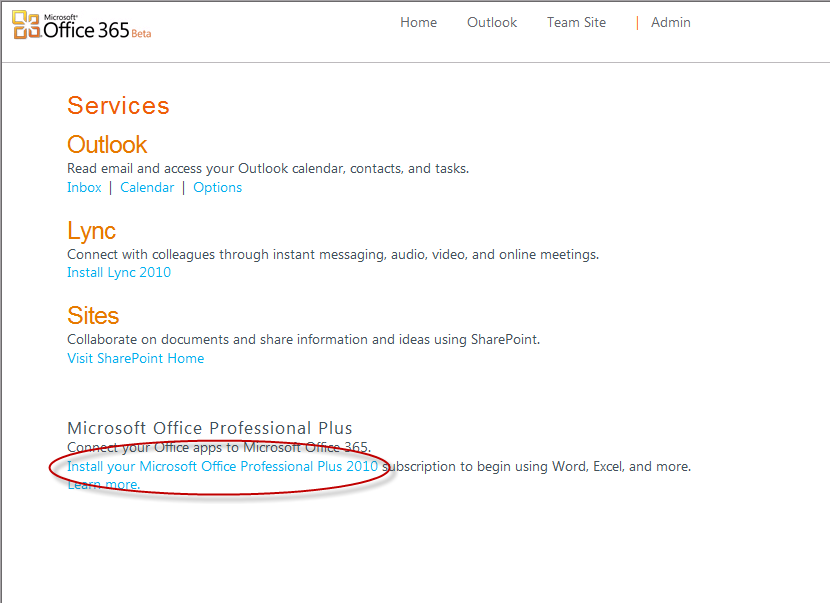 Microsoft®
Office 365 Beta
Home Outlook Team Site | Admin
Services
Outlook
Read email and access your Outlook calendar, contacts, and tasks.
Inbox | Calendar | Options
Lync
Connect with colleagues through instant messaging, audio, video, and online meetings.
Install Lync 2010
Sites
Collaborate on documents and share information and ideas using SharePoint.
Visit SharePoint Home
Microsoft Office Professional Plus
Connect your Office apps to Microsoft Office 365.
Install your Microsoft Office Professional Plus 2010 subscription to begin using Word, Excel, and more.
Learn more.